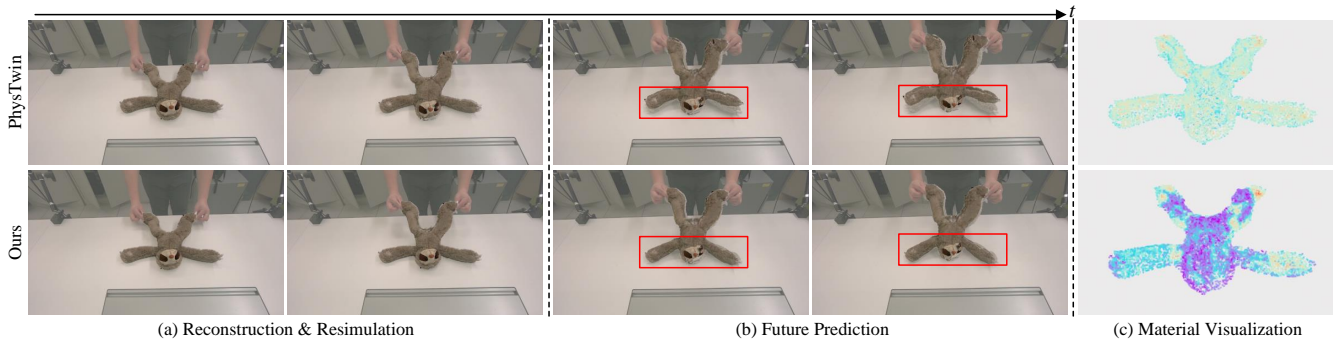 t
PhysTwin
Ours
(a) Reconstruction & Resimulation
(b) Future Prediction
(c) Material Visualization